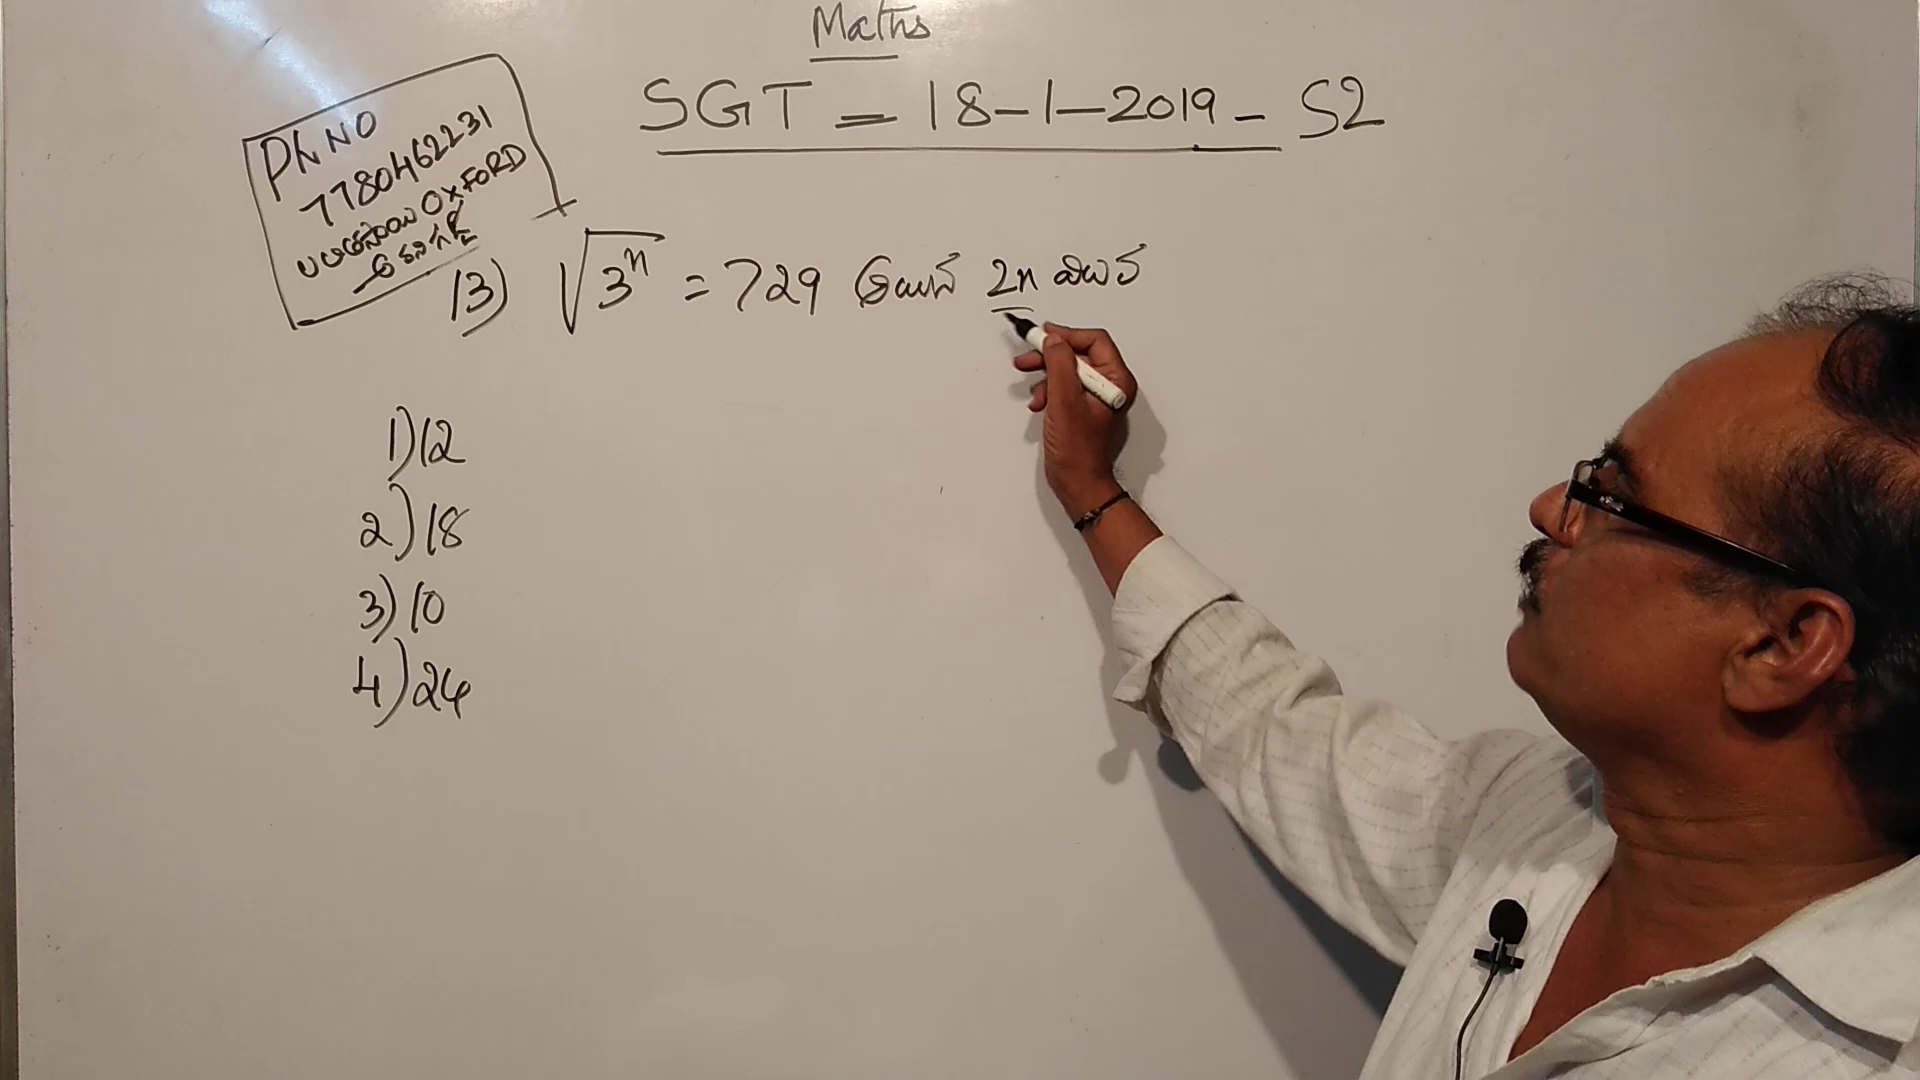 Maths
SGT = 18-1-2019 - S2
Ph NO
7780462231
OXFORD
13) √3ⁿ = 729 అయిన 2n విలువ
1) 12
2) 18
3) 10
4) 24